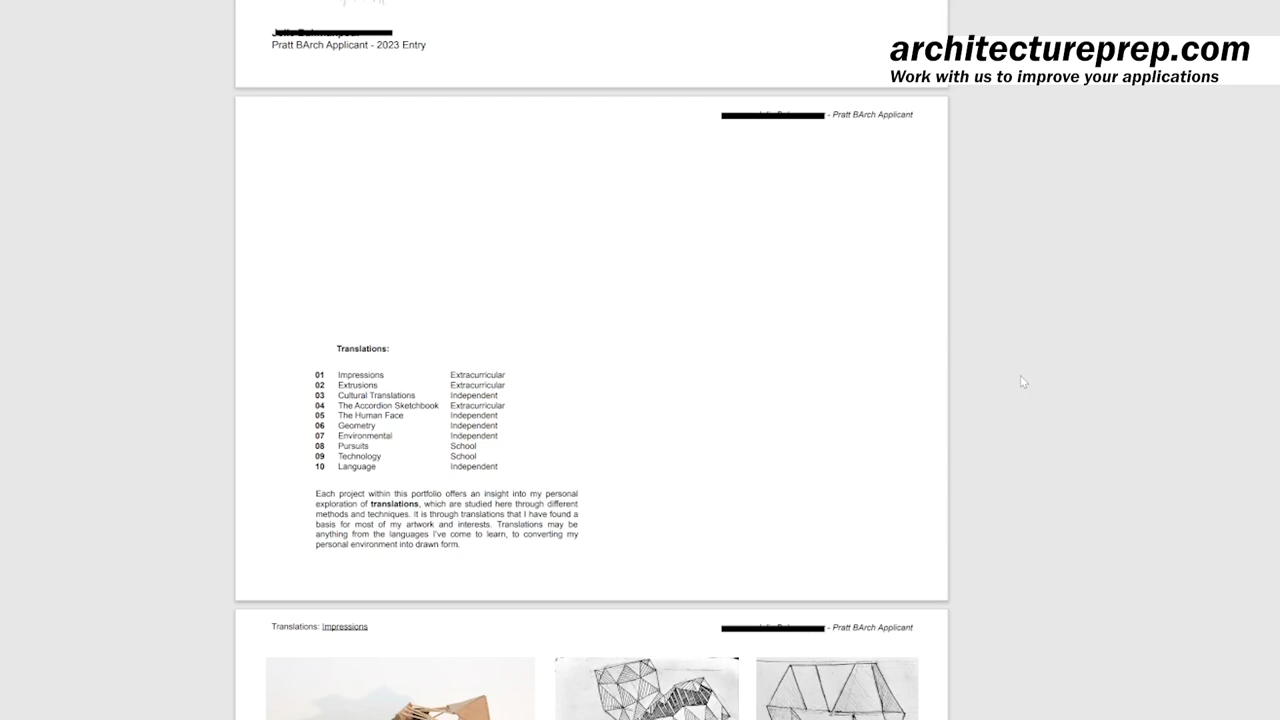 Pratt BArch Applicant - 2023 Entry
architectureprep.com
Work with us to improve your applications
- Pratt BArch Applicant
Translations:
01 Impressions Extracurricular
02 Extrusions Extracurricular
03 Cultural Translations Independent
04 The Accordion Sketchbook Extracurricular
05 The Human Face Independent
06 Geometry Independent
07 Environmental Independent
08 Pursuits School
09 Technology School
10 Language Independent
Each project within this portfolio offers an insight into my personal
exploration of translations, which are studied here through different
methods and techniques. It is through translations that I have found a
basis for most of my artwork and interests. Translations may be
anything from the languages I've come to learn, to converting my
personal environment into drawn form.
Translations: Impressions
- Pratt BArch Applicant